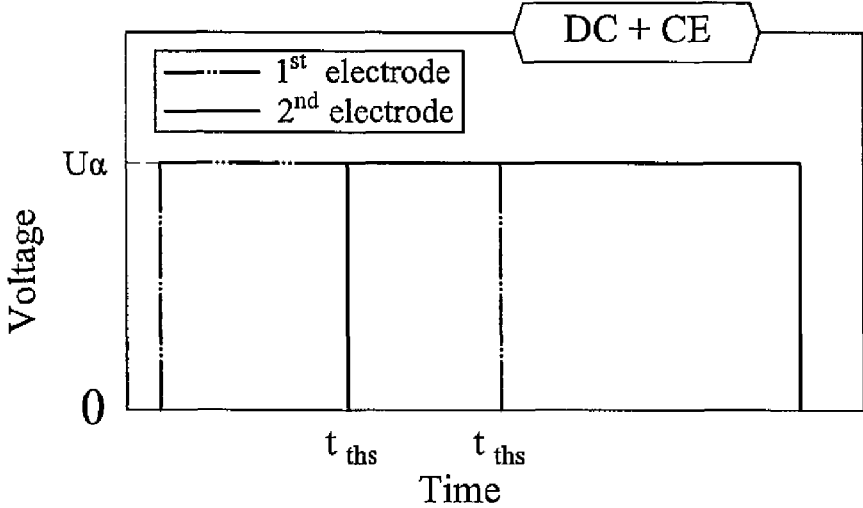 DC + CE
1st electrode
2nd electrode
Uα
Voltage
0
t ths
t ths
Time